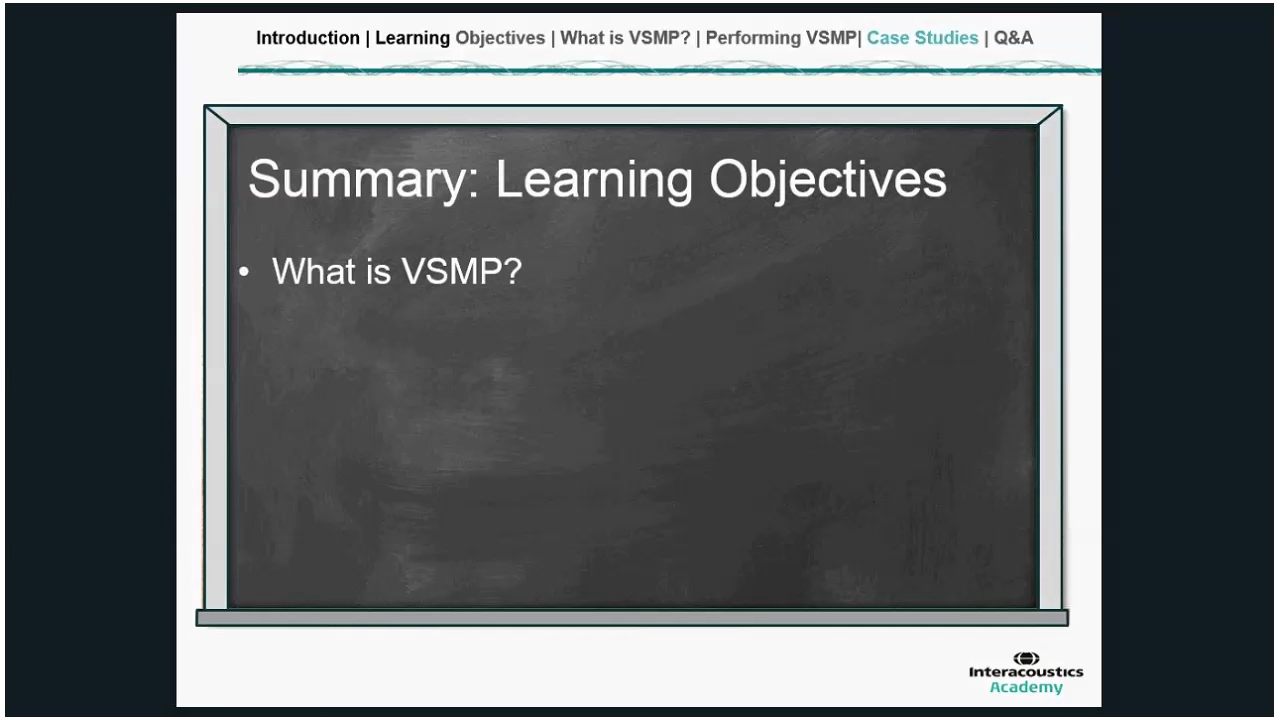 Introduction | Learning Objectives | What is VSMP? | Performing VSMP| Case Studies | Q&A
Summary: Learning Objectives
• What is VSMP?
Interacoustics
Academy